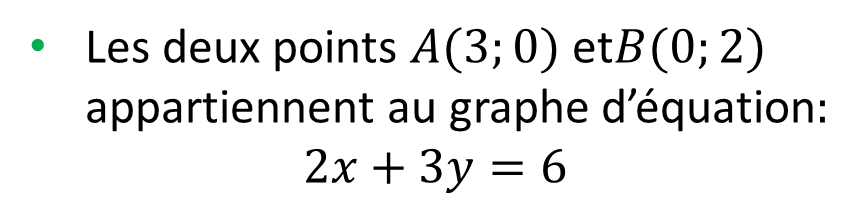 • Les deux points A(3; 0) etB(0; 2)
appartiennent au graphe d’équation:
2x + 3y = 6